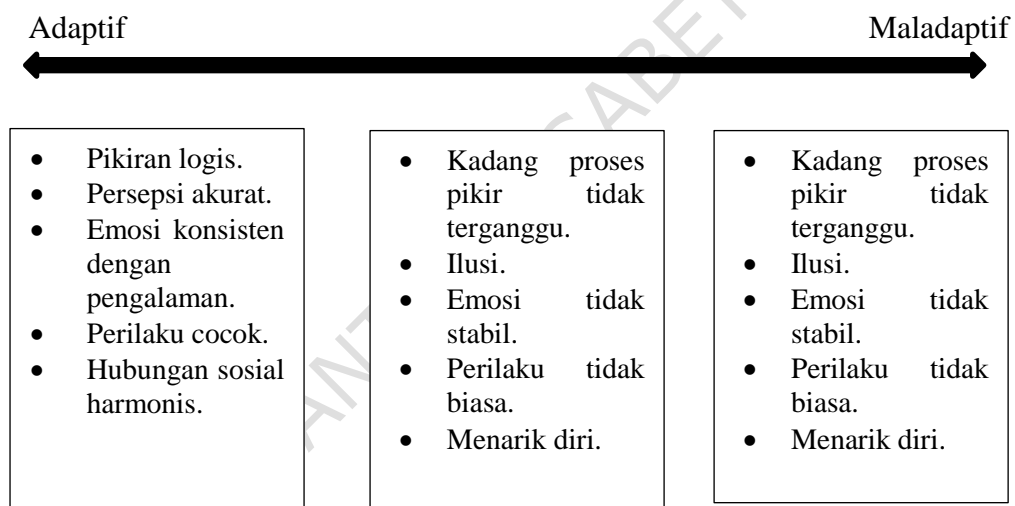 Adaptif
Maladaptif
• Pikiran logis.
• Persepsi akurat.
• Emosi konsisten
dengan
pengalaman.
• Perilaku cocok.
• Hubungan sosial
harmonis.
• Kadang proses
pikir tidak
terganggu.
• Ilusi.
• Emosi tidak
stabil.
• Perilaku tidak
biasa.
• Menarik diri.
• Kadang proses
pikir tidak
terganggu.
• Ilusi.
• Emosi tidak
stabil.
• Perilaku tidak
biasa.
• Menarik diri.